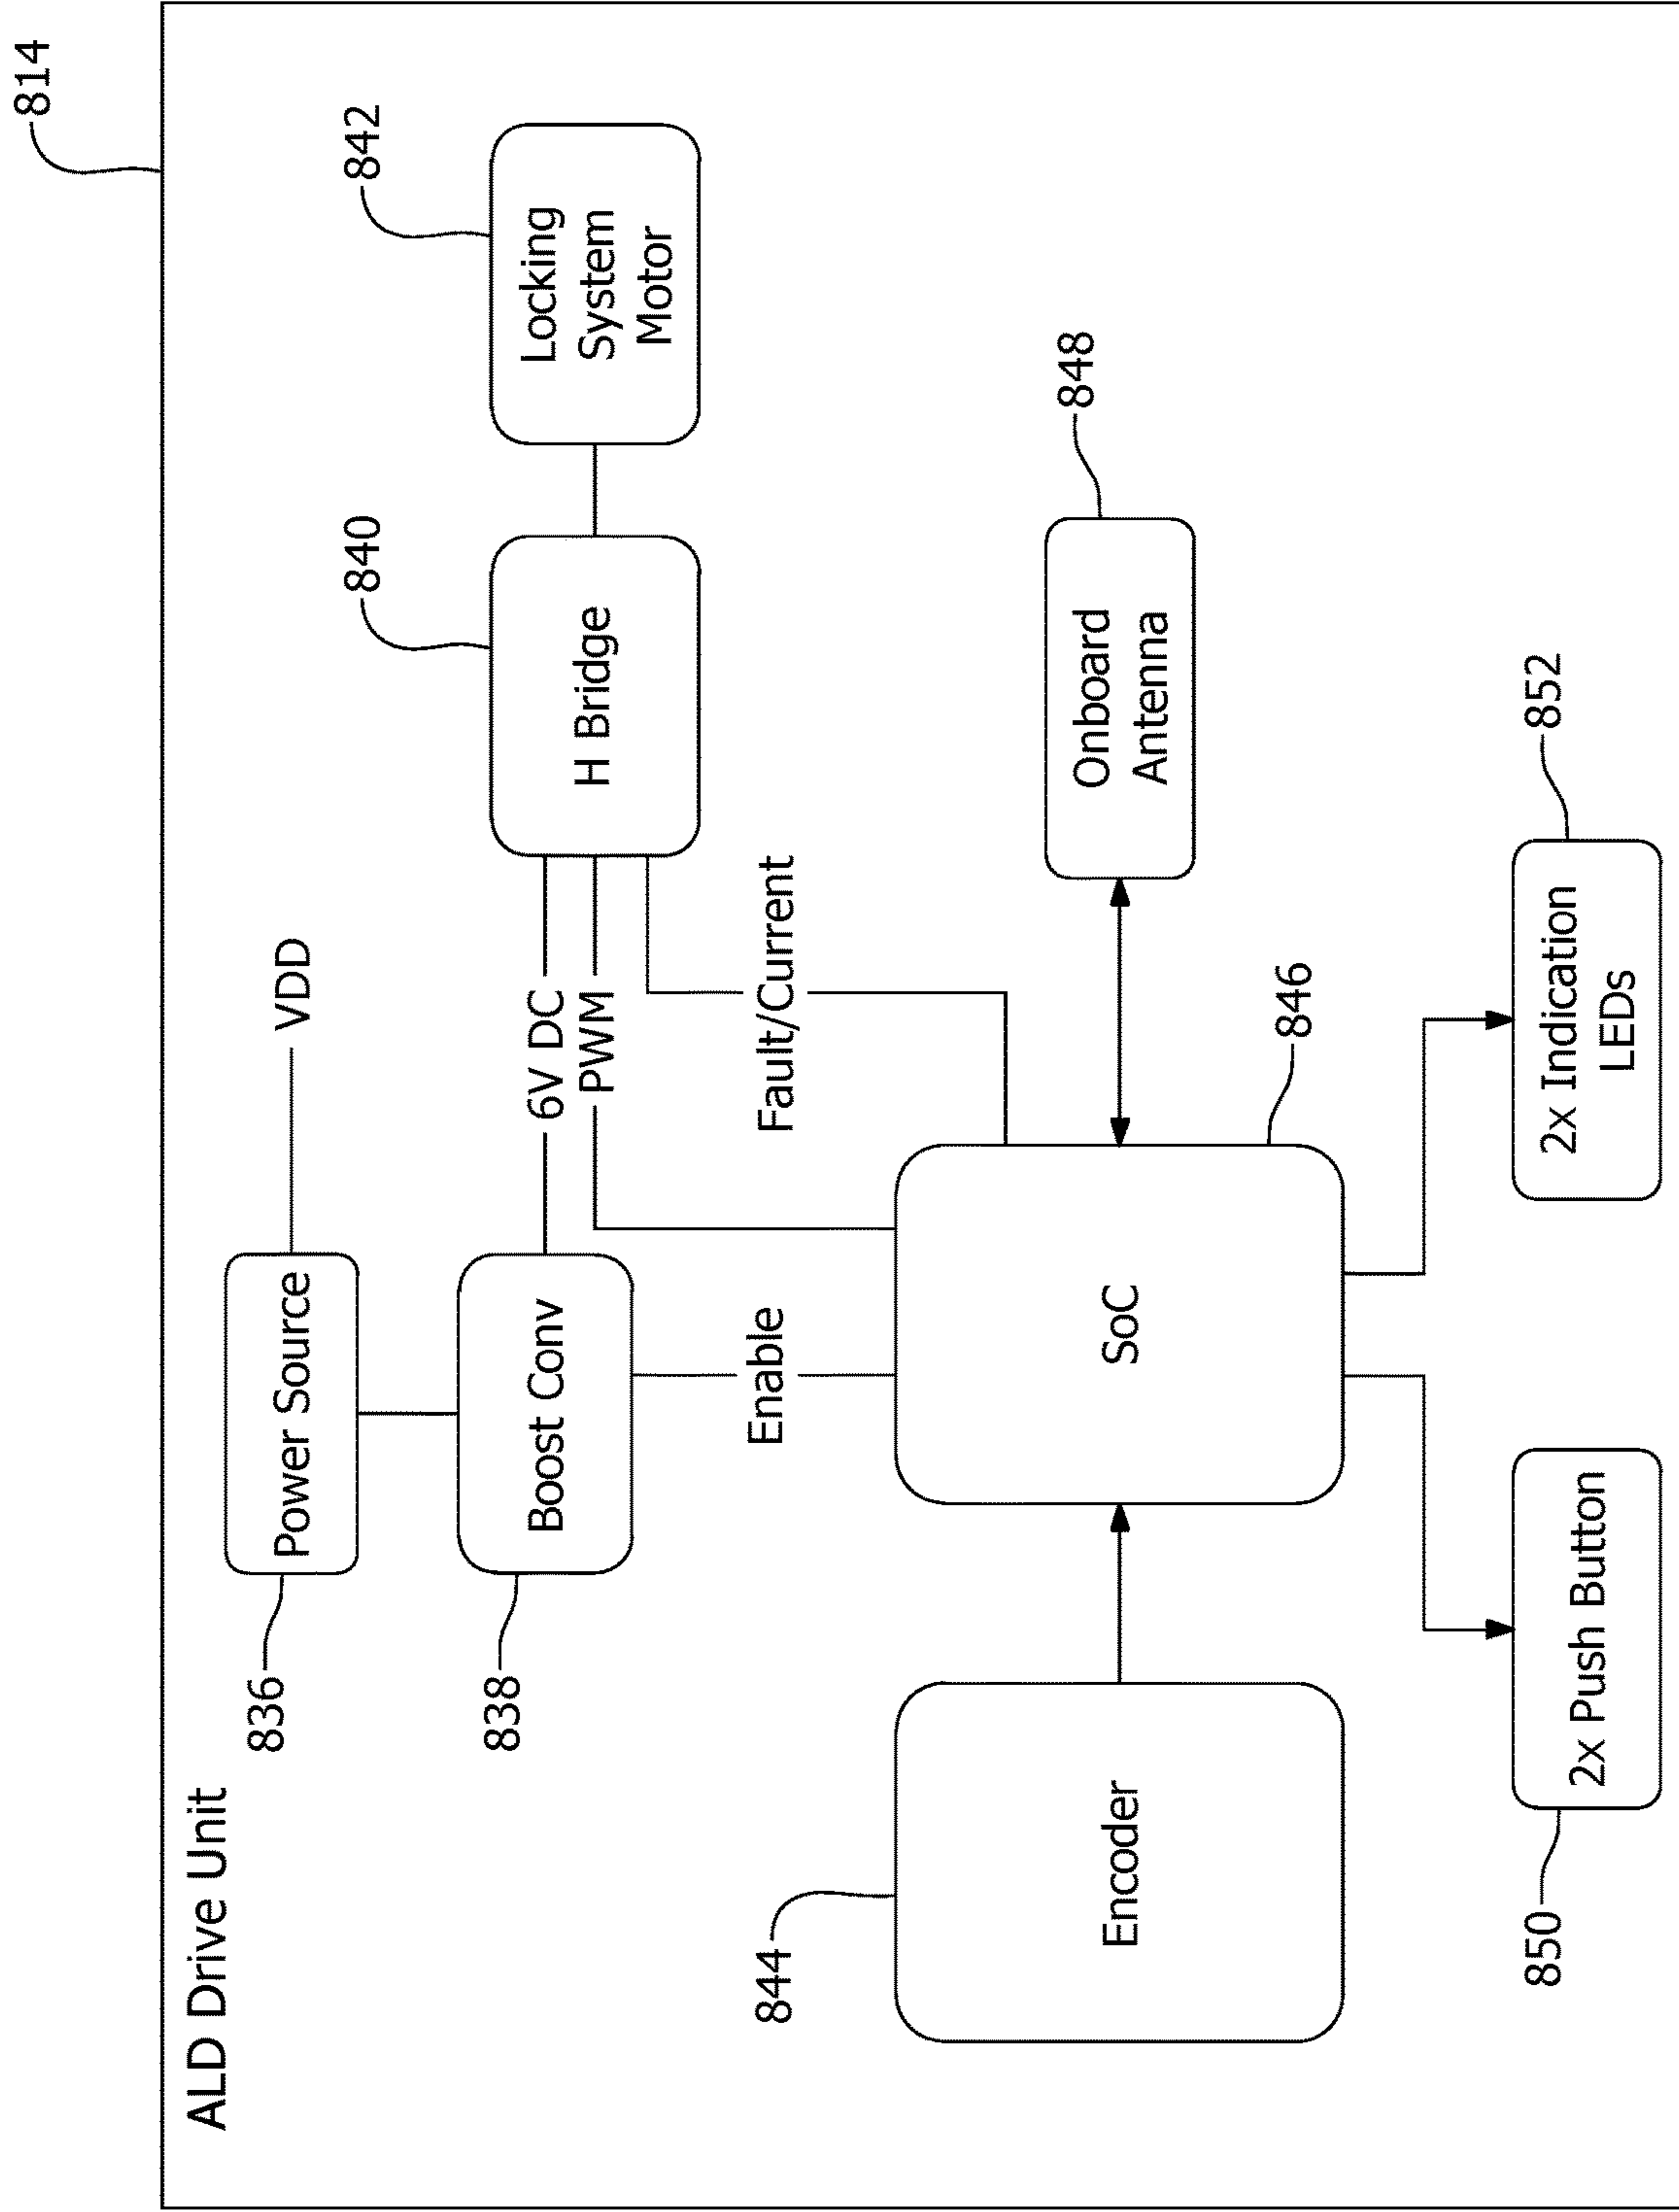 814
ALD Drive Unit
836
Power Source
VDD
838
Boost Conv
6V DC
PWM
840
H Bridge
842
Locking
System
Motor
Enable
Fault/Current
844
Encoder
SoC
846
848
Onboard
Antenna
850
2x Push Button
2x Indication
LEDs
852